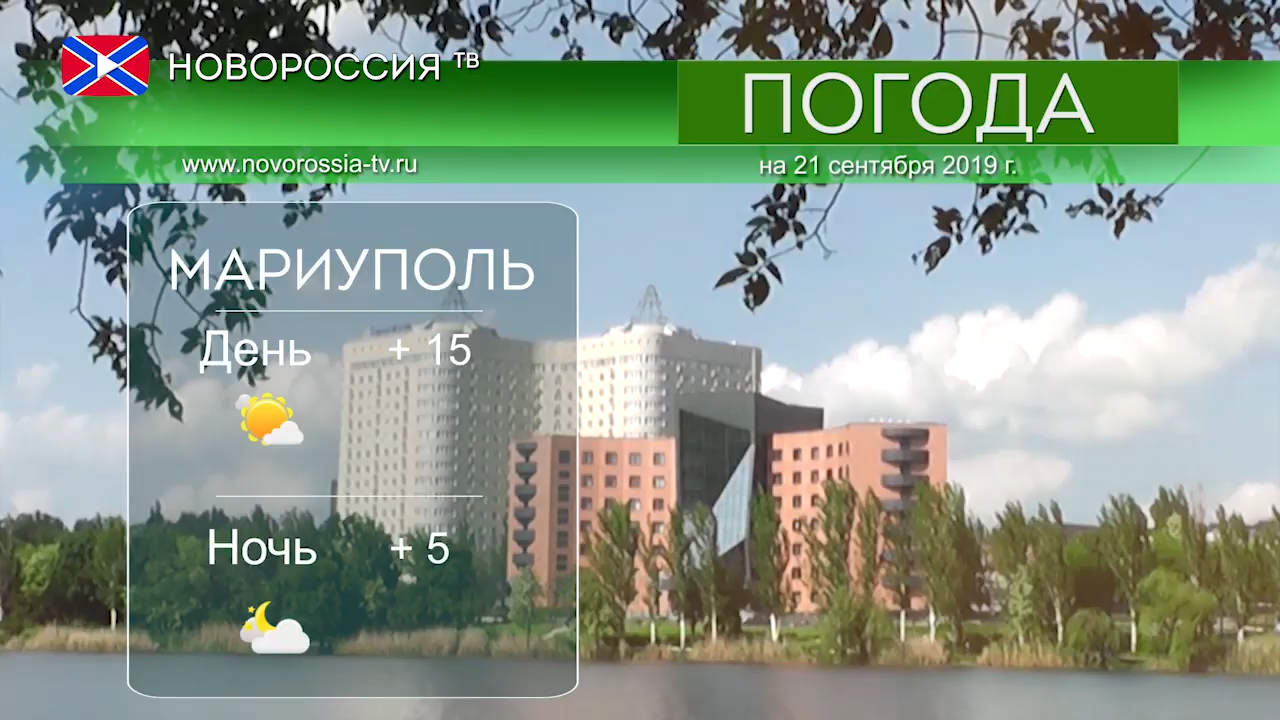 НОВОРОССИЯ ТВ
ПОГОДА
www.novorossia-tv.ru
на 21 сентября 2019 г.
МАРИУПОЛЬ
День + 15
Ночь + 5